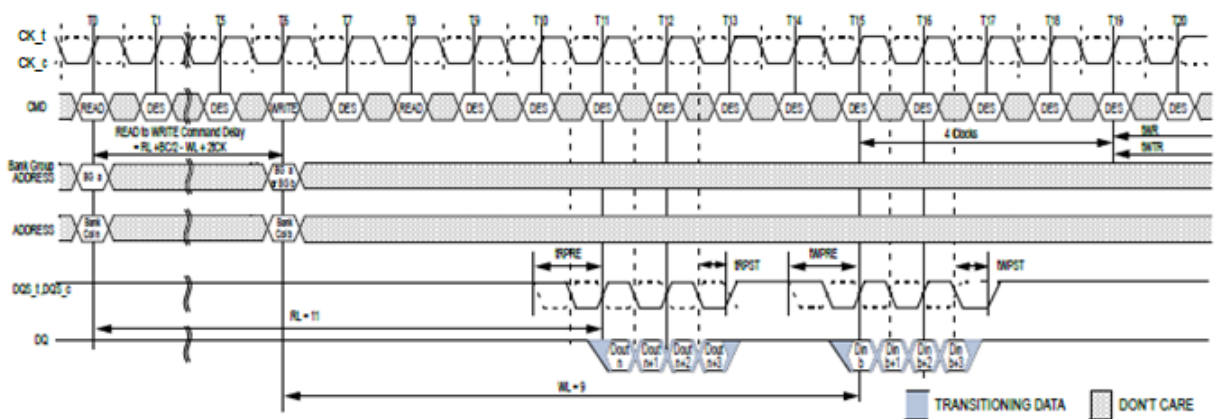 T0 T1 T5 T6 T7 T8 T9 T10 T11 T12 T13 T14 T15 T16 T17 T18 T19 T20
CK_t
CK_c
CMD READ DES DES WRITE DES READ DES DES DES DES DES DES DES DES DES DES DES DES
READ to WRITE Command Delay
= RL +BC/2 - WL + 2tCK
4 Clocks
tWR
tWTR
Bank Group
ADDRESS
BG a
BG a
or BG b
ADDRESS
Bank
Col n
Bank
Col b
tRPRE tRPST tWPRE tWPST
DQS_t,DQS_c
RL = 11
DQ
Dout
n
Dout
n+1
Dout
n+2
Dout
n+3
Din
b
Din
b+1
Din
b+2
Din
b+3
WL = 9
TRANSITIONING DATA DON'T CARE